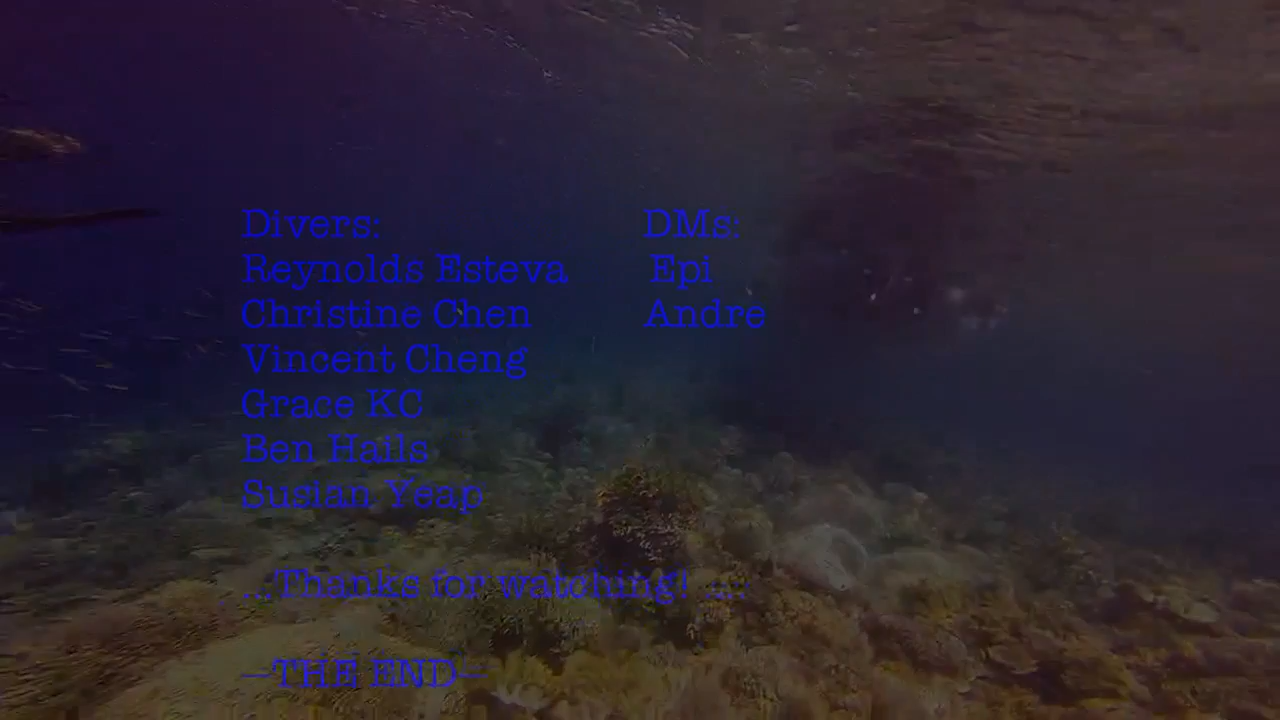 Divers: DMs:
Reynolds Esteva Epi
Christine Chen Andre
Vincent Cheng
Grace KC
Ben Hails
Susian Yeap
...Thanks for watching! ....
—THE END—